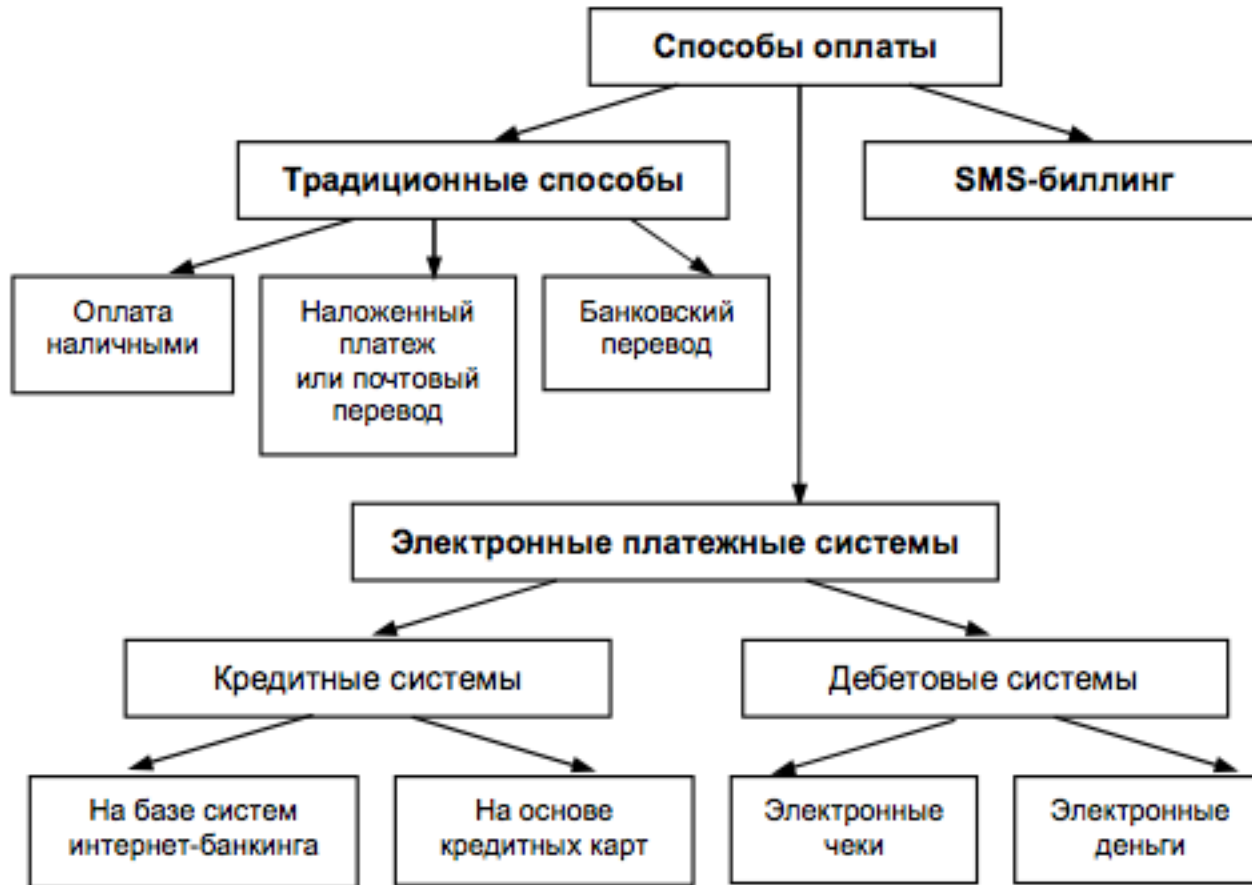 Способы оплаты
Традиционные способы
SMS-биллинг
Оплата
наличными
Наложенный
платеж
или почтовый
перевод
Банковский
перевод
Электронные платежные системы
Кредитные системы
Дебетовые системы
На базе систем
интернет-банкинга
На основе
кредитных карт
Электронные
чеки
Электронные
деньги